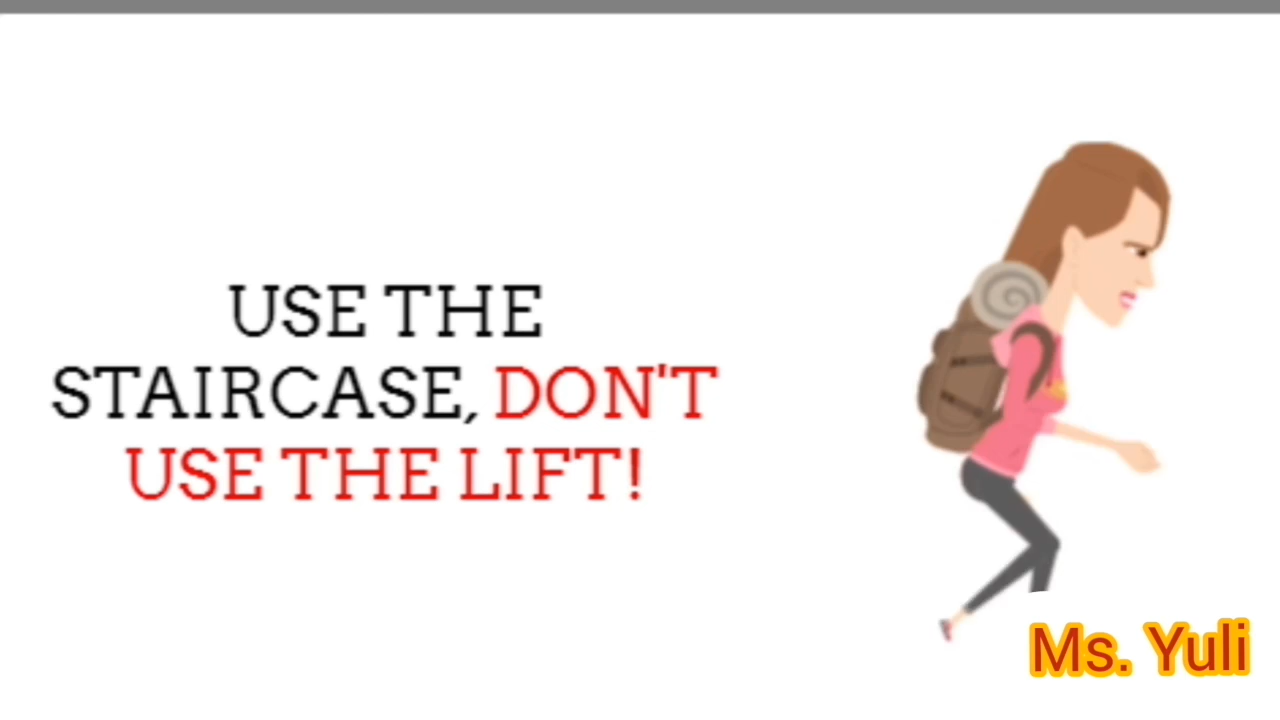 USE THE
STAIRCASE, DON'T
USE THE LIFT!
Ms. Yuli